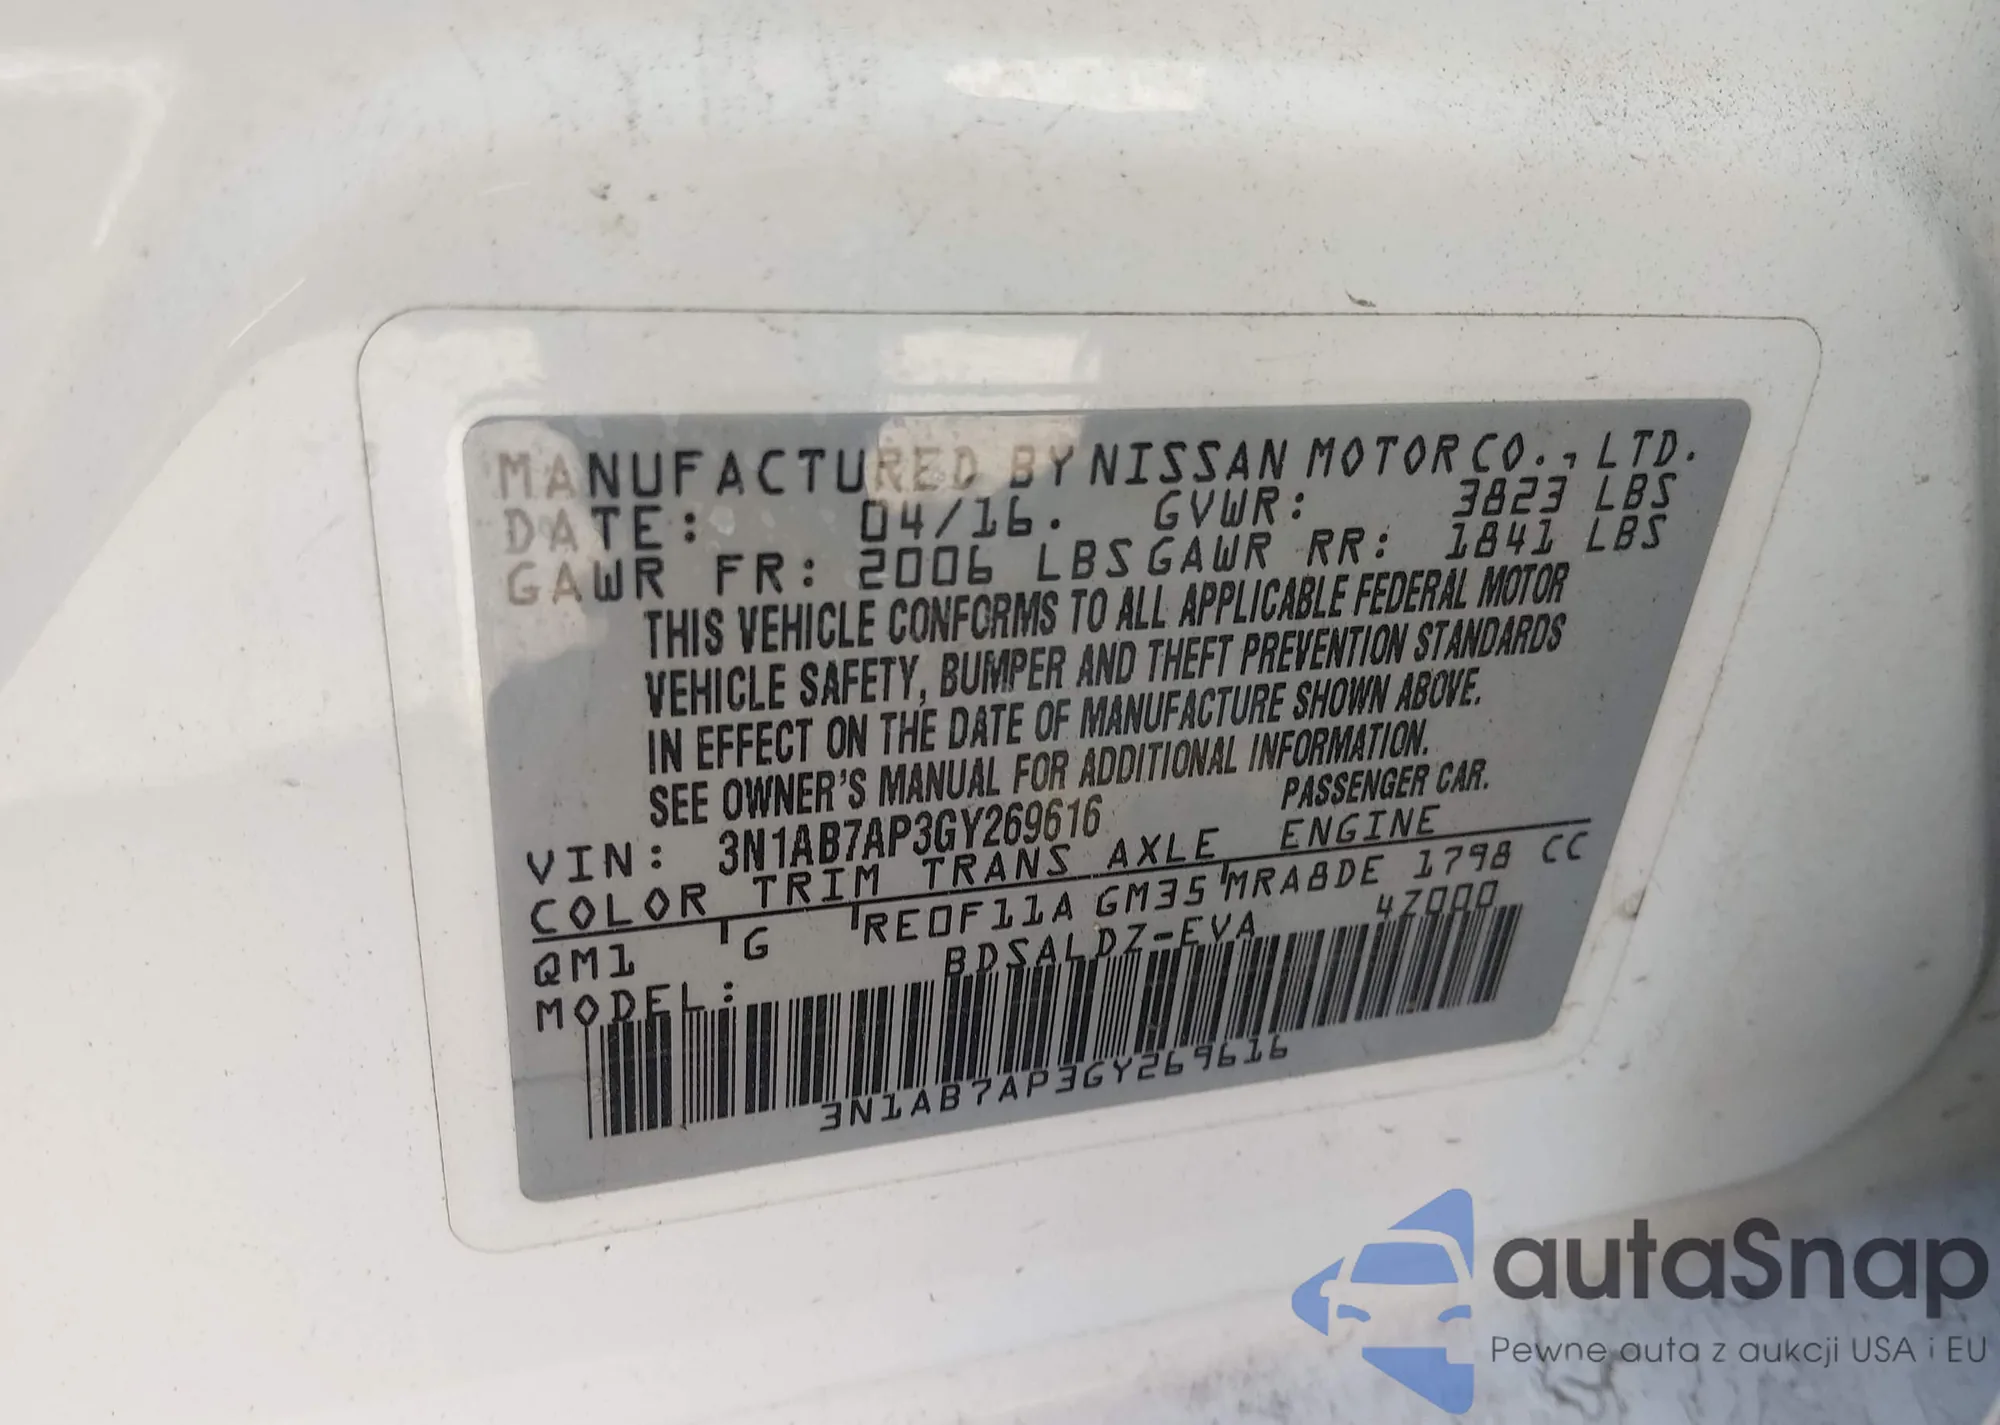 MANUFACTURED BY NISSAN MOTOR CO., LTD.
DATE: 04/16. GVWR: 3823 LBS
GAWR FR: 2006 LBS GAWR RR: 1841 LBS
THIS VEHICLE CONFORMS TO ALL APPLICABLE FEDERAL MOTOR
VEHICLE SAFETY, BUMPER AND THEFT PREVENTION STANDARDS
IN EFFECT ON THE DATE OF MANUFACTURE SHOWN ABOVE.
SEE OWNER'S MANUAL FOR ADDITIONAL INFORMATION.
VIN: 3N1AB7AP3GY269616 PASSENGER CAR.
COLOR TRIM TRANS AXLE ENGINE
QM1 G RE0F11A GM35 MRA8DE 1798 CC
MODEL: BDSALDZ-EVA 4Z000
3N1AB7AP3GY269616
autaSnap
Pewne auta z aukcji USA i EU